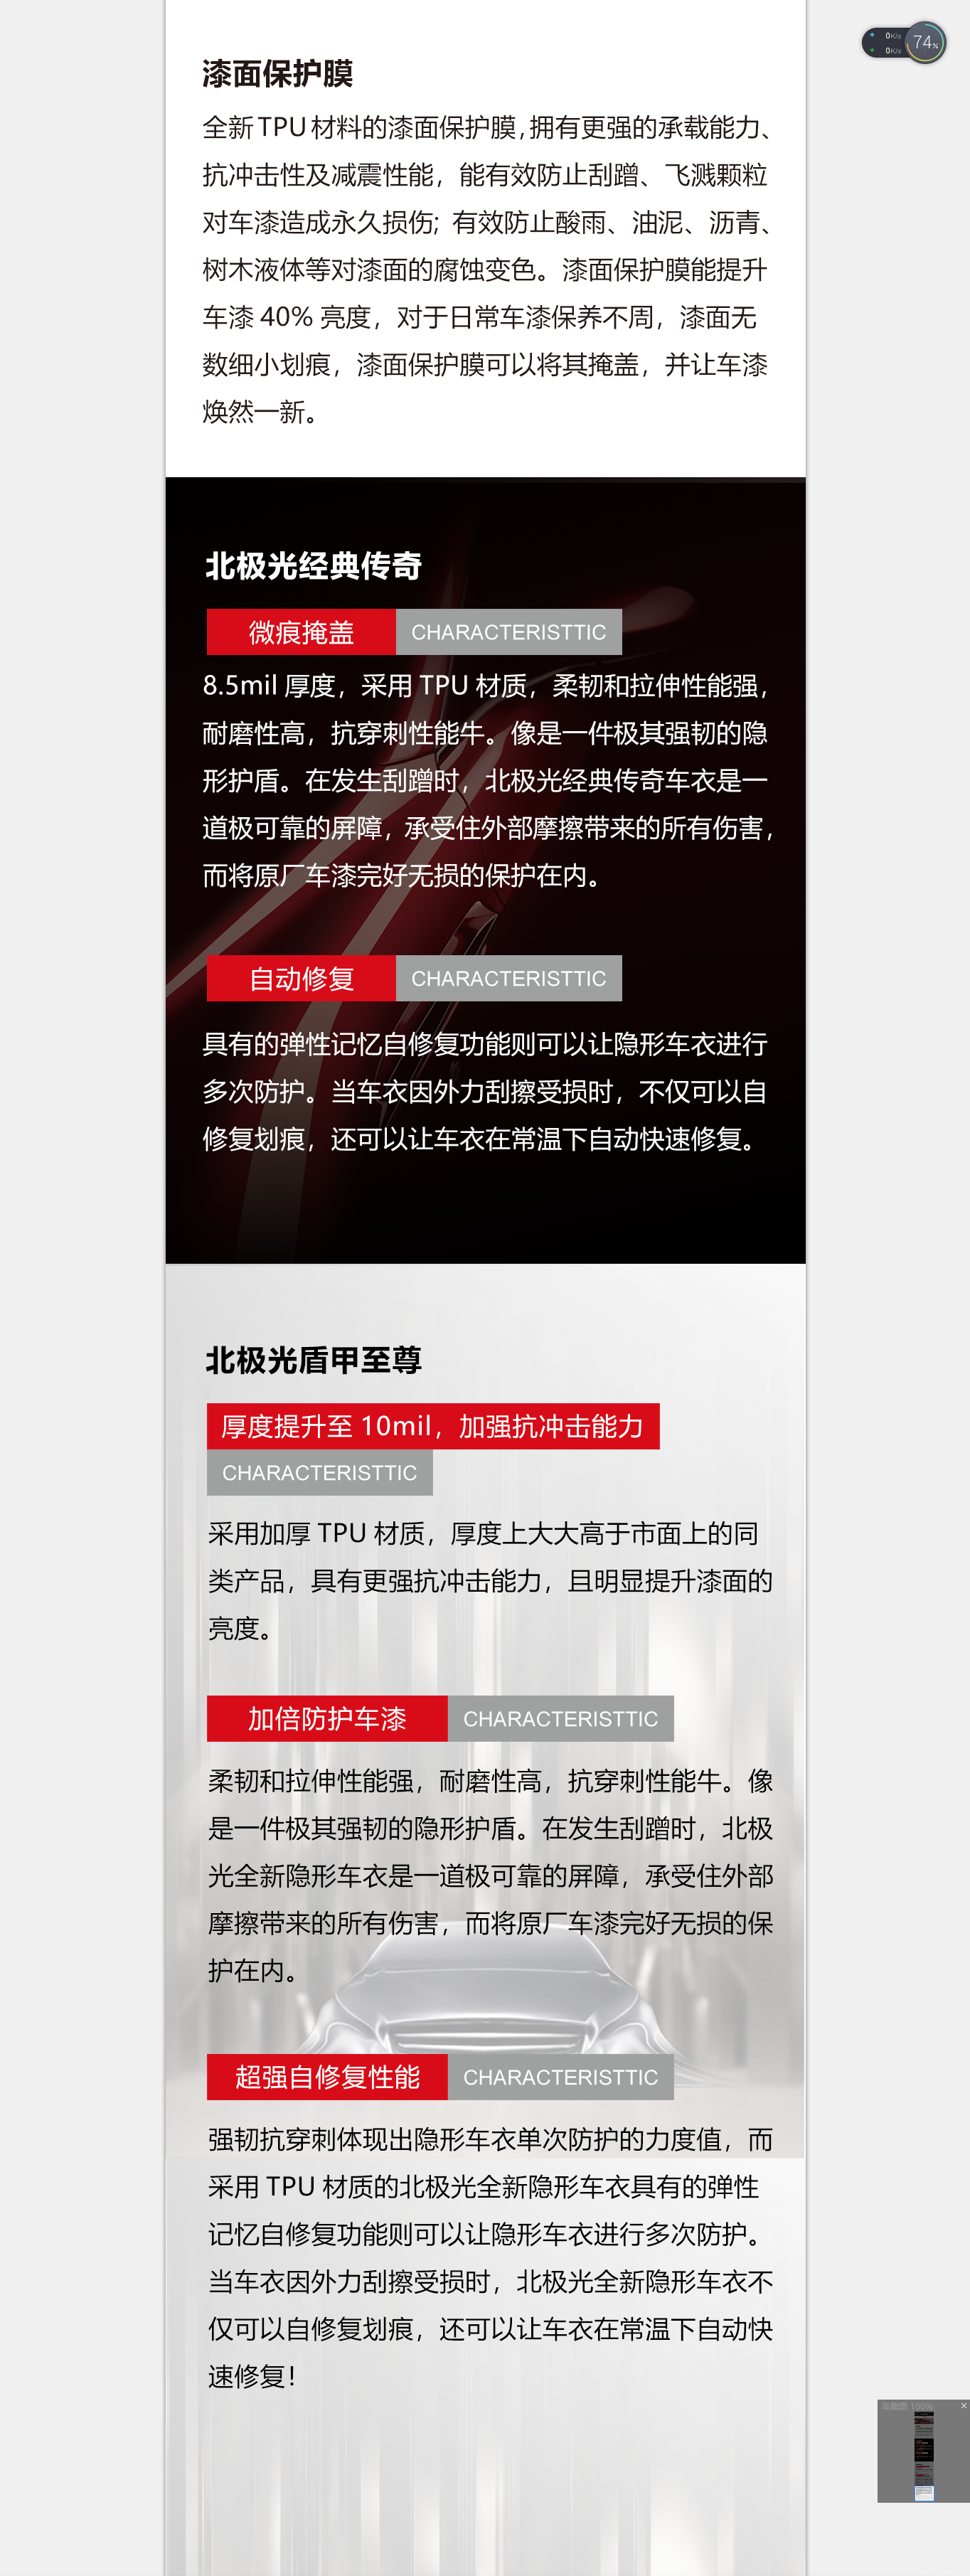 74%
0K/s
0K/s
漆面保护膜
全新TPU材料的漆面保护膜,拥有更强的承载能力、
抗冲击性及减震性能，能有效防止刮蹭、飞溅颗粒
对车漆造成永久损伤; 有效防止酸雨、油泥、沥青、
树木液体等对漆面的腐蚀变色。漆面保护膜能提升
车漆 40% 亮度，对于日常车漆保养不周，漆面无
数细小划痕，漆面保护膜可以将其掩盖，并让车漆
焕然一新。
北极光经典传奇
微痕掩盖 CHARACTERISTTIC
8.5mil 厚度，采用 TPU 材质，柔韧和拉伸性能强，
耐磨性高，抗穿刺性能牛。像是一件极其强韧的隐
形护盾。在发生刮蹭时，北极光经典传奇车衣是一
道极可靠的屏障，承受住外部摩擦带来的所有伤害，
而将原厂车漆完好无损的保护在内。
自动修复 CHARACTERISTTIC
具有的弹性记忆自修复功能则可以让隐形车衣进行
多次防护。当车衣因外力刮擦受损时，不仅可以自
修复划痕，还可以让车衣在常温下自动快速修复。
北极光盾甲至尊
厚度提升至 10mil，加强抗冲击能力
CHARACTERISTTIC
采用加厚 TPU 材质，厚度上大大高于市面上的同
类产品，具有更强抗冲击能力，且明显提升漆面的
亮度。
加倍防护车漆 CHARACTERISTTIC
柔韧和拉伸性能强，耐磨性高，抗穿刺性能牛。像
是一件极其强韧的隐形护盾。在发生刮蹭时，北极
光全新隐形车衣是一道极可靠的屏障，承受住外部
摩擦带来的所有伤害，而将原厂车漆完好无损的保
护在内。
超强自修复性能 CHARACTERISTTIC
强韧抗穿刺体现出隐形车衣单次防护的力度值，而
采用 TPU 材质的北极光全新隐形车衣具有的弹性
记忆自修复功能则可以让隐形车衣进行多次防护。
当车衣因外力刮擦受损时，北极光全新隐形车衣不
仅可以自修复划痕，还可以让车衣在常温下自动快
速修复！
鸟瞰图 100%